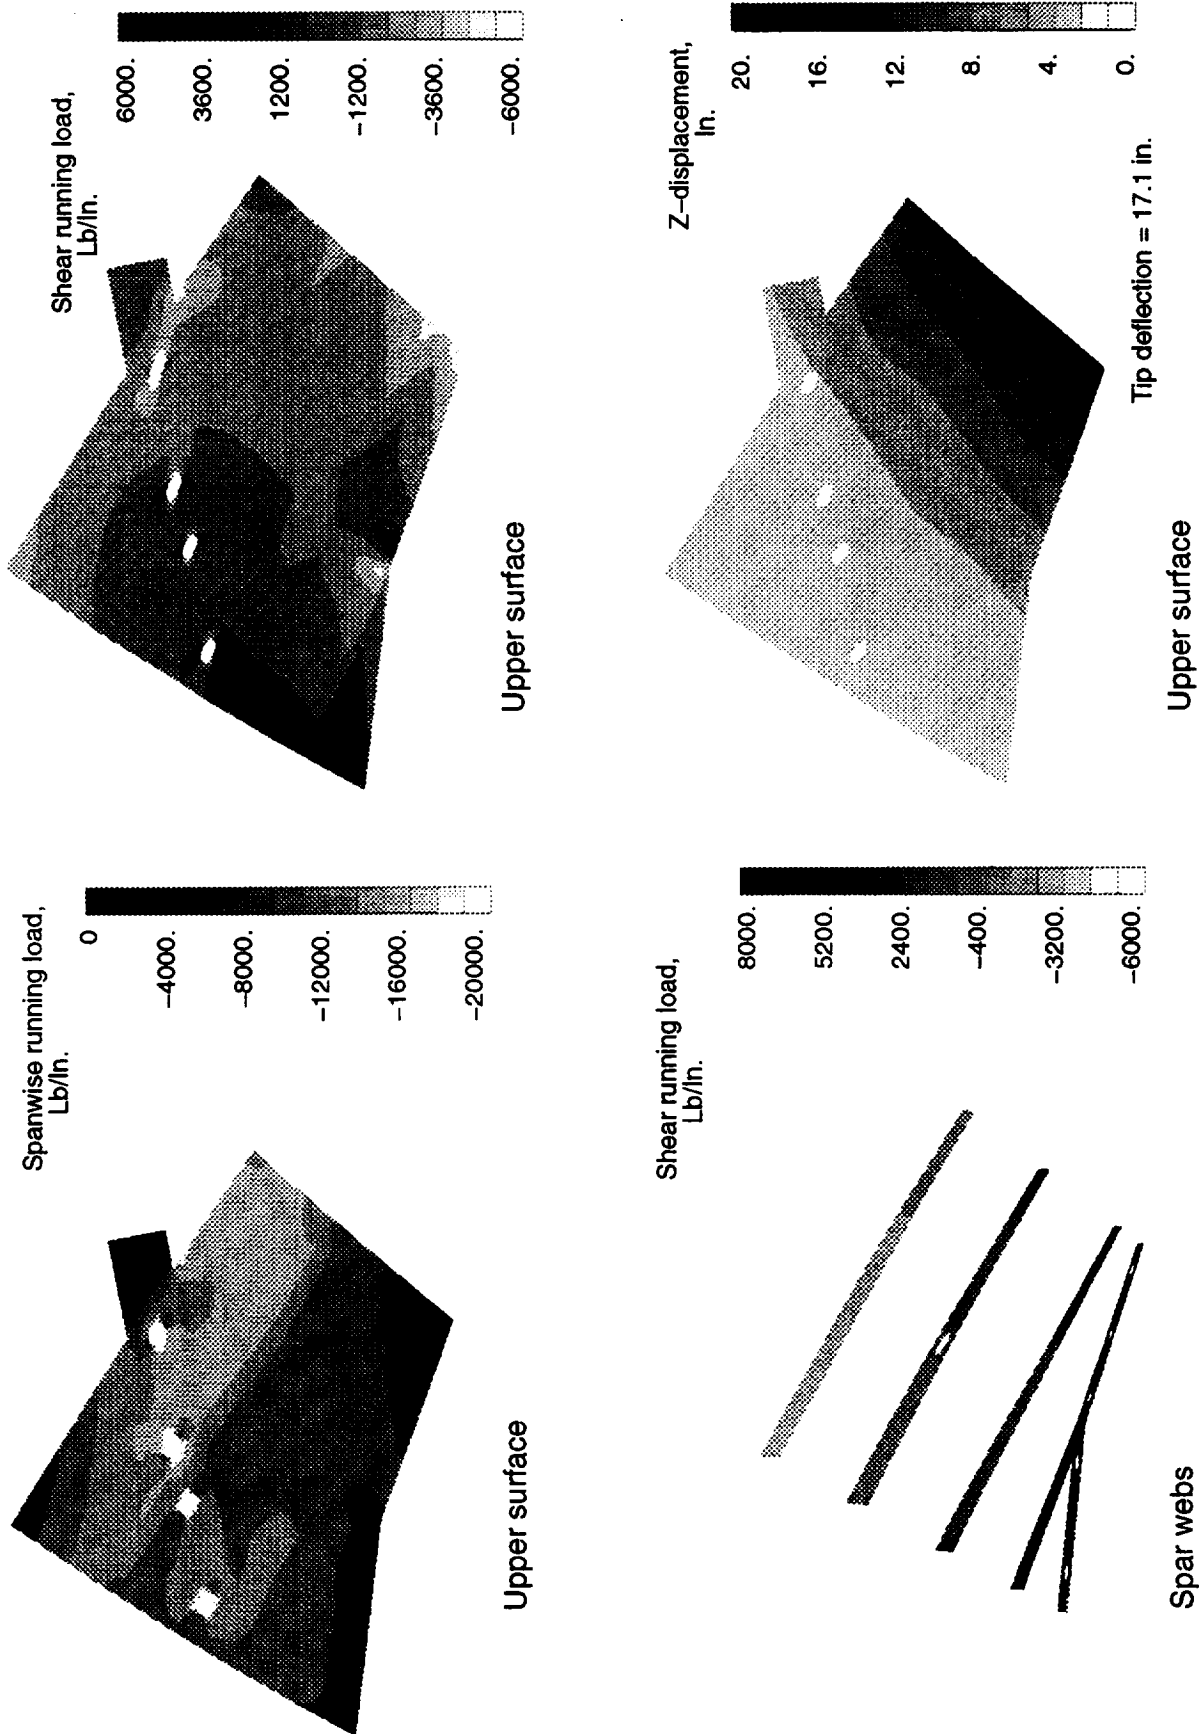 Spanwise running load,
Lb/In.
0
-4000.
-8000.
-12000.
-16000.
-20000.
Upper surface
Shear running load,
Lb/In.
6000.
3600.
1200.
-1200.
-3600.
-6000.
Upper surface
Shear running load,
Lb/In.
8000.
5200.
2400.
-400.
-3200.
-6000.
Spar webs
Z-displacement,
In.
20.
16.
12.
8.
4.
0.
Tip deflection = 17.1 in.
Upper surface